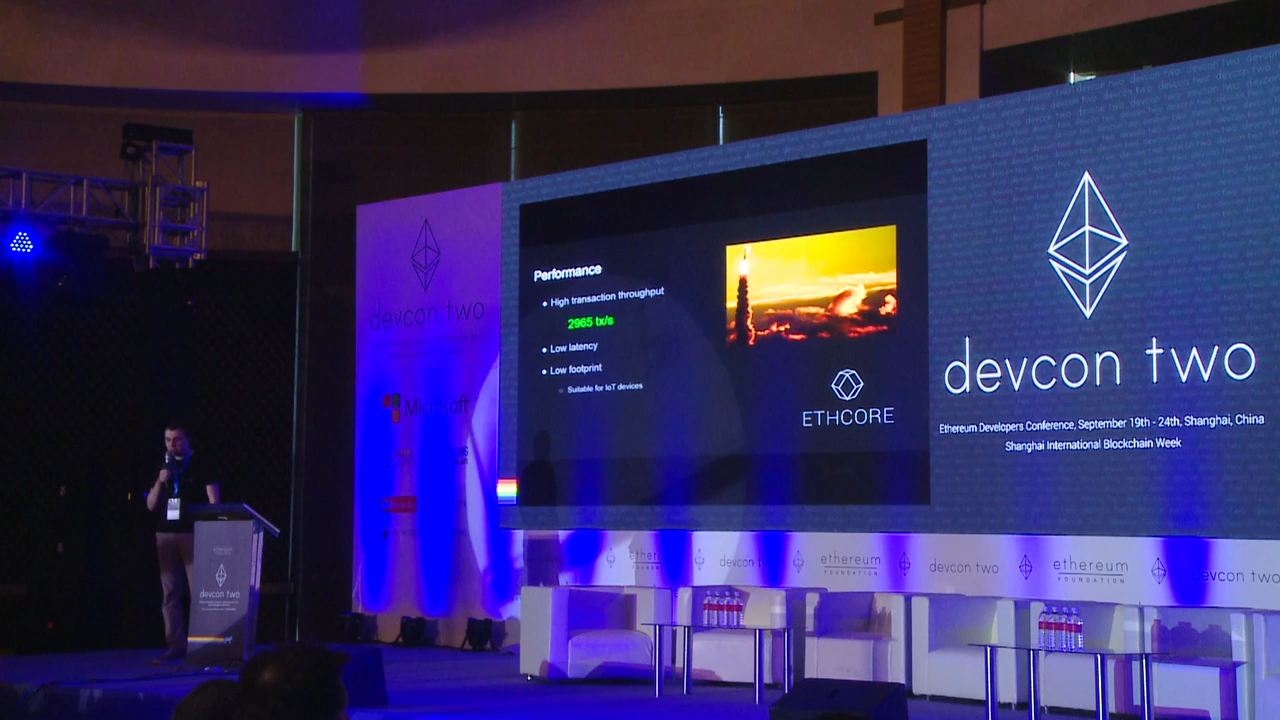 devcon two
Microsoft
Performance
High transaction throughput
2965 tx/s
Low latency
Low footprint
Suitable for IoT devices
ETHCORE
devcon two
Ethereum Developers Conference, September 19th - 24th, Shanghai, China
Shanghai International Blockchain Week
devcon two
ethereum
FOUNDATION
devcon two
ethereum
FOUNDATION
devcon two
ethereum
devcon two